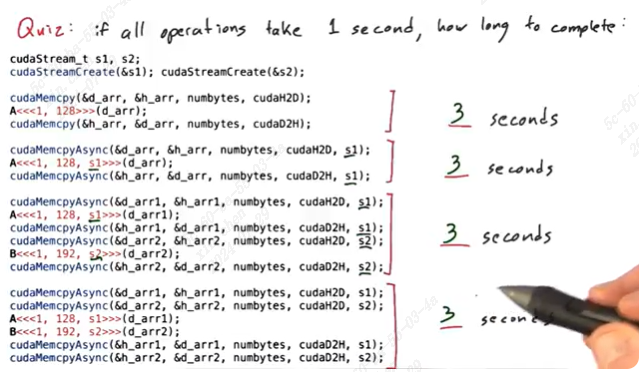 Quiz: if all operations take 1 second, how long to complete:
cudaStream_t s1, s2;
cudaStreamCreate(&s1); cudaStreamCreate(&s2);
cudaMemcpy(&d_arr, &h_arr, numbytes, cudaH2D);
A<<<1, 128>>>(d_arr);
cudaMemcpy(&h_arr, &d_arr, numbytes, cudaD2H);
3 seconds
cudaMemcpyAsync(&d_arr, &h_arr, numbytes, cudaH2D, s1);
A<<<1, 128, s1>>>(d_arr);
cudaMemcpyAsync(&h_arr, &d_arr, numbytes, cudaD2H, s1);
3 seconds
cudaMemcpyAsync(&d_arr1, &h_arr1, numbytes, cudaH2D, s1);
A<<<1, 128, s1>>>(d_arr1);
cudaMemcpyAsync(&h_arr1, &d_arr1, numbytes, cudaD2H, s1);
cudaMemcpyAsync(&d_arr2, &h_arr2, numbytes, cudaH2D, s2);
B<<<1, 192, s2>>>(d_arr2);
cudaMemcpyAsync(&h_arr2, &d_arr2, numbytes, cudaD2H, s2);
3 seconds
cudaMemcpyAsync(&d_arr1, &h_arr1, numbytes, cudaH2D, s1);
cudaMemcpyAsync(&d_arr2, &h_arr2, numbytes, cudaH2D, s2);
A<<<1, 128, s1>>>(d_arr1);
B<<<1, 192, s2>>>(d_arr2);
cudaMemcpyAsync(&h_arr1, &d_arr1, numbytes, cudaD2H, s1);
cudaMemcpyAsync(&h_arr2, &d_arr2, numbytes, cudaD2H, s2);
3 seconds